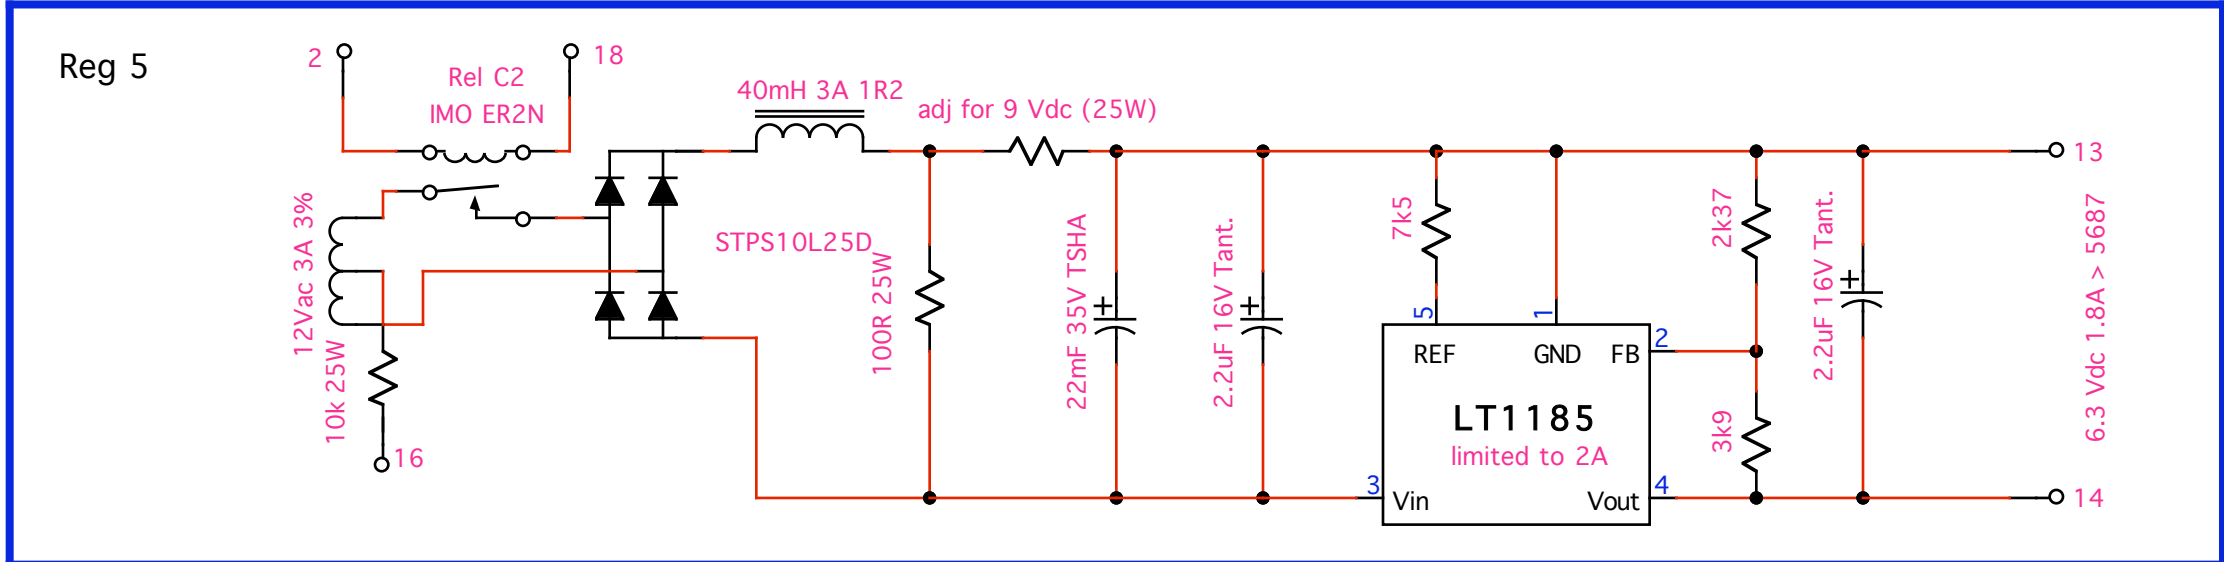 Reg 5
2
18
Rel C2
IMO ER2N
40mH 3A 1R2
adj for 9 Vdc (25W)
13
12Vac 3A 3%
STPS10L25D
100R 25W
22mF 35V TSHA
+
2.2uF 16V Tant.
+
7k5
2k37
2.2uF 16V Tant.
+
6.3 Vdc 1.8A > 5687
5
1
2
REF
GND
FB
LT1185
limited to 2A
3k9
10k 25W
16
3
Vin
Vout
4
14